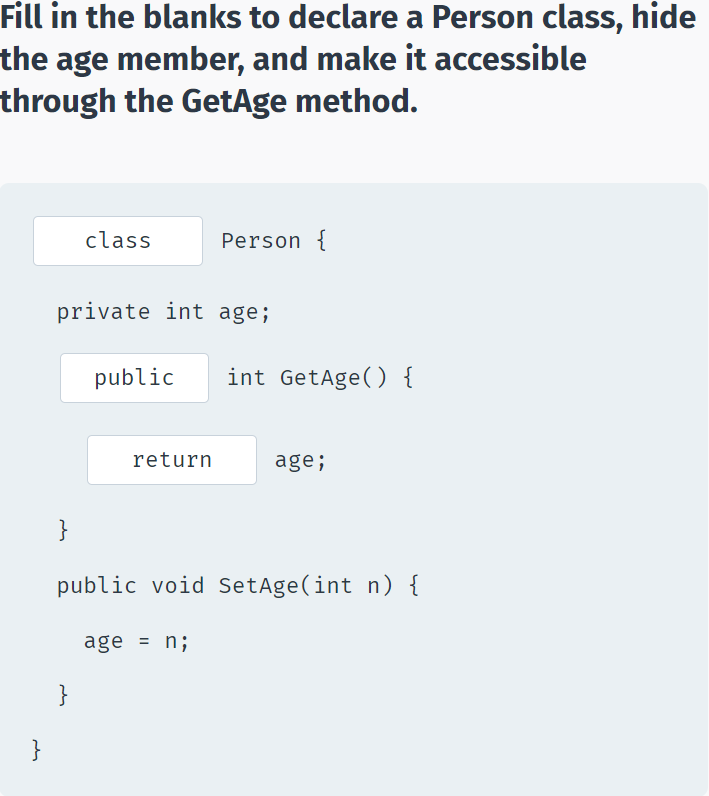 Fill in the blanks to declare a Person class, hide
the age member, and make it accessible
through the GetAge method.
class Person {
private int age;
public int GetAge() {
return age;
}
public void SetAge(int n) {
age = n;
}
}